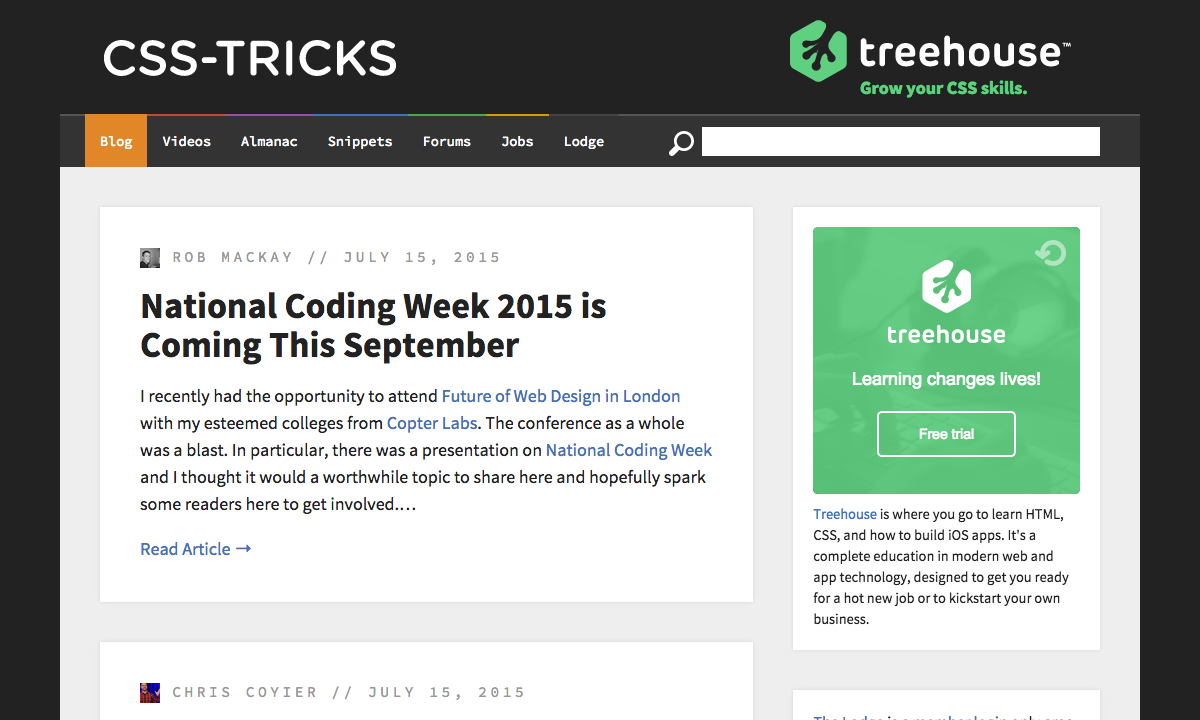 CSS-TRICKS
treehouse™
Grow your CSS skills.
Blog Videos Almanac Snippets Forums Jobs Lodge
ROB MACKAY // JULY 15, 2015
National Coding Week 2015 is
Coming This September
I recently had the opportunity to attend Future of Web Design in London
with my esteemed colleges from Copter Labs. The conference as a whole
was a blast. In particular, there was a presentation on National Coding Week
and I thought it would a worthwhile topic to share here and hopefully spark
some readers here to get involved.…
Read Article →
CHRIS COYIER // JULY 15, 2015
treehouse
Learning changes lives!
Free trial
Treehouse is where you go to learn HTML,
CSS, and how to build iOS apps. It's a
complete education in modern web and
app technology, designed to get you ready
for a hot new job or to kickstart your own
business.